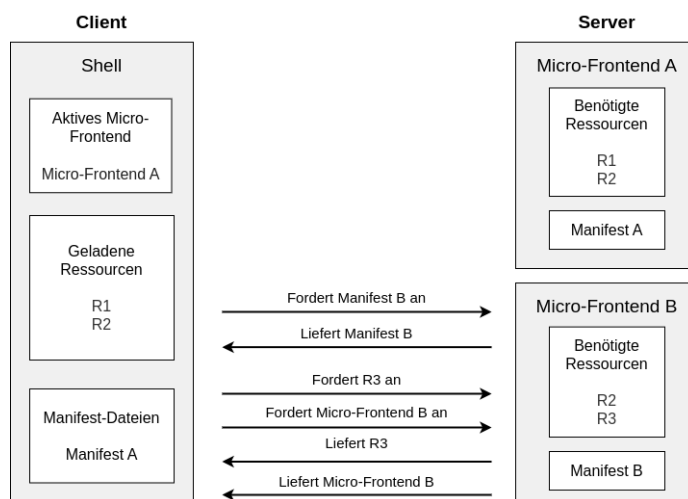 Client
Shell
Aktives Micro-
Frontend
Micro-Frontend A
Geladene
Ressourcen
R1
R2
Manifest-Dateien
Manifest A
Fordert Manifest B an
Liefert Manifest B
Fordert R3 an
Fordert Micro-Frontend B an
Liefert R3
Liefert Micro-Frontend B
Server
Micro-Frontend A
Benötigte
Ressourcen
R1
R2
Manifest A
Micro-Frontend B
Benötigte
Ressourcen
R2
R3
Manifest B